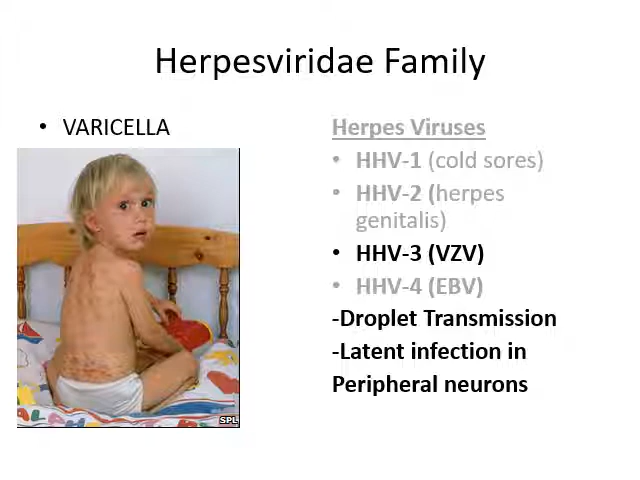 Herpesviridae Family
• VARICELLA
SPL
Herpes Viruses
• HHV-1 (cold sores)
• HHV-2 (herpes
genitalis)
• HHV-3 (VZV)
• HHV-4 (EBV)
-Droplet Transmission
-Latent infection in
Peripheral neurons